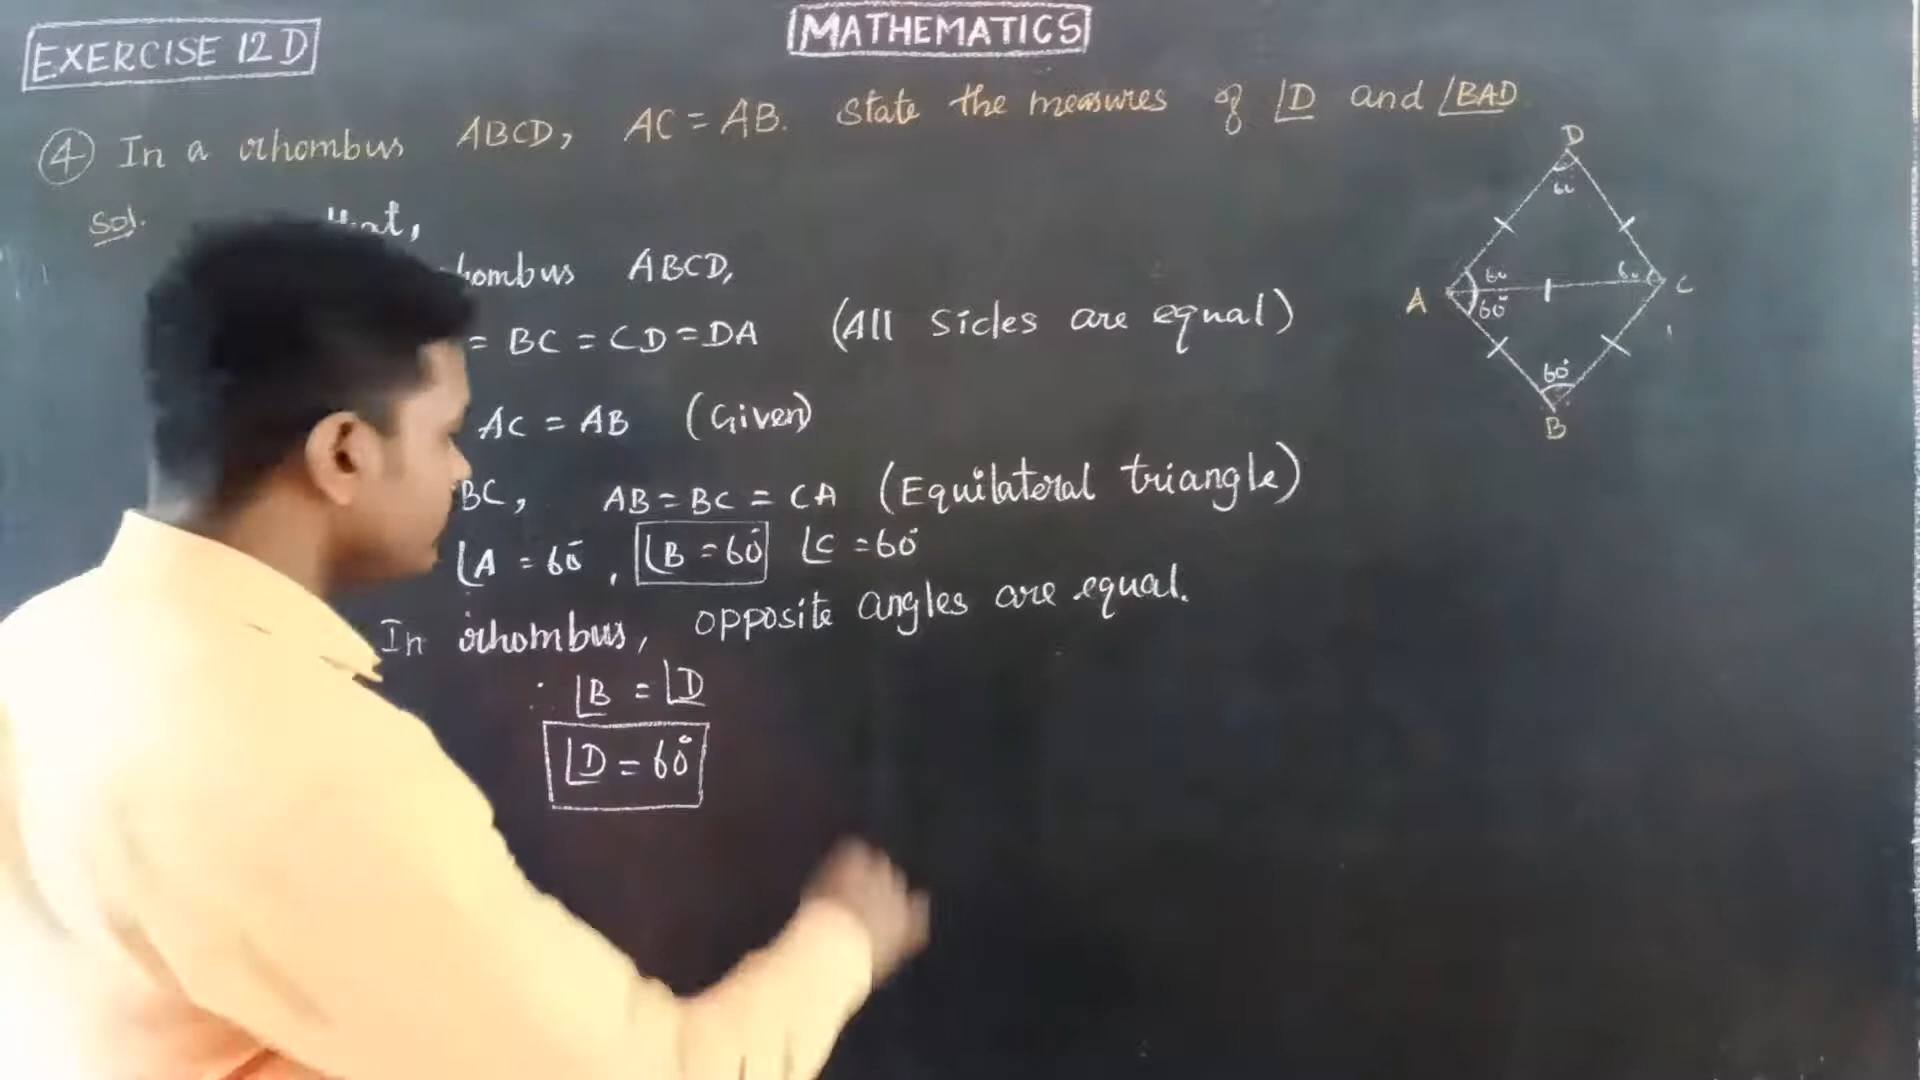 EXERCISE 12 D
MATHEMATICS
④ In a rhombus ABCD, AC = AB. State the measures of ∠D and ∠BAD
Sol.
ABCD,
= BC = CD = DA (All sides are equal)
AC = AB (Given)
BC, AB = BC = CA (Equilateral triangle)
∠A = 60°, ∠B = 60° ∠C = 60°
In rhombus, opposite angles are equal.
∴ ∠B = ∠D
∠D = 60°
D
60
A 60 60 C
60°
60°
B